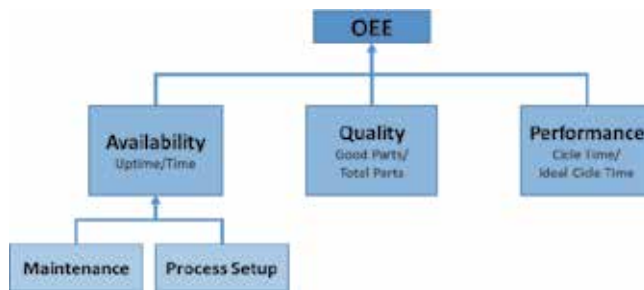 OEE
Availability
Uptime/Time
Quality
Good Parts/
Total Parts
Performance
Cicle Time/
Ideal Cicle Time
Maintenance
Process Setup